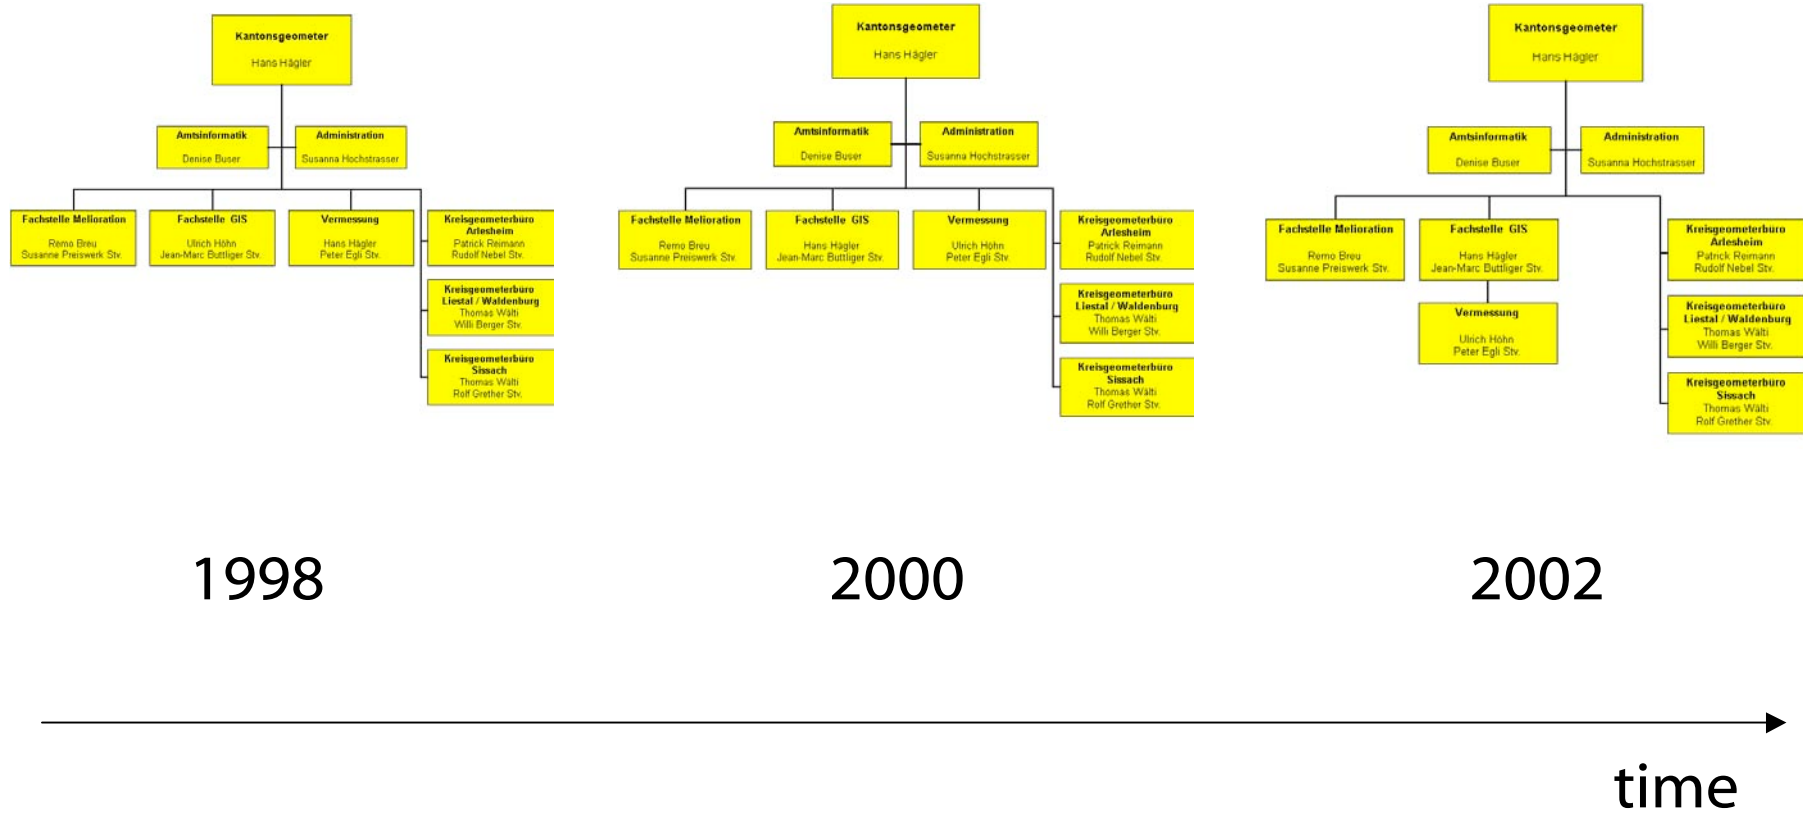 Kantonsgeometer
Hans Hägler
Amtsinformatik
Denise Buser
Administration
Susanna Hochstrasser
Fachstelle Melioration
Remo Breu
Susanne Preiswerk Stv.
Fachstelle GIS
Ulrich Höhn
Jean-Marc Buttliger Stv.
Vermessung
Hans Hägler
Peter Egli Stv.
Kreisgeometerbüro
Arlesheim
Patrick Reimann
Rudolf Nebel Stv.
Kreisgeometerbüro
Liestal / Waldenburg
Thomas Wälti
Willi Berger Stv.
Kreisgeometerbüro
Sissach
Thomas Wälti
Rolf Grether Stv.
1998
Kantonsgeometer
Hans Hägler
Amtsinformatik
Denise Buser
Administration
Susanna Hochstrasser
Fachstelle Melioration
Remo Breu
Susanne Preiswerk Stv.
Fachstelle GIS
Hans Hägler
Jean-Marc Buttliger Stv.
Vermessung
Ulrich Höhn
Peter Egli Stv.
Kreisgeometerbüro
Arlesheim
Patrick Reimann
Rudolf Nebel Stv.
Kreisgeometerbüro
Liestal / Waldenburg
Thomas Wälti
Willi Berger Stv.
Kreisgeometerbüro
Sissach
Thomas Wälti
Rolf Grether Stv.
2000
Kantonsgeometer
Hans Hägler
Amtsinformatik
Denise Buser
Administration
Susanna Hochstrasser
Fachstelle Melioration
Remo Breu
Susanne Preiswerk Stv.
Fachstelle GIS
Hans Hägler
Jean-Marc Buttliger Stv.
Vermessung
Ulrich Höhn
Peter Egli Stv.
Kreisgeometerbüro
Arlesheim
Patrick Reimann
Rudolf Nebel Stv.
Kreisgeometerbüro
Liestal / Waldenburg
Thomas Wälti
Willi Berger Stv.
Kreisgeometerbüro
Sissach
Thomas Wälti
Rolf Grether Stv.
2002
time